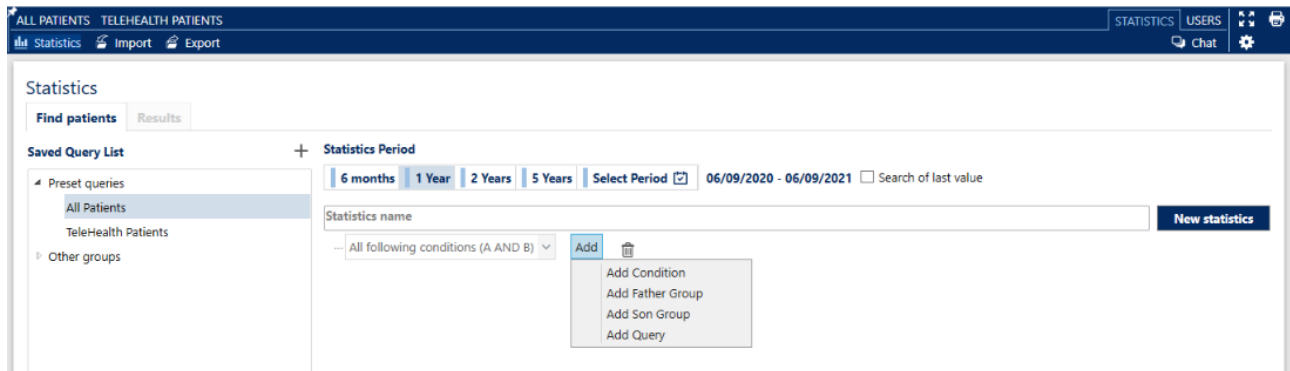 ALL PATIENTS TELEHEALTH PATIENTS
STATISTICS USERS
Statistics Import Export
Chat
Statistics
Find patients Results
Saved Query List
Statistics Period
Preset queries
6 months 1 Year 2 Years 5 Years Select Period 06/09/2020 - 06/09/2021 Search of last value
All Patients
Statistics name New statistics
TeleHealth Patients
All following conditions (A AND B) Add
Other groups
Add Condition
Add Father Group
Add Son Group
Add Query